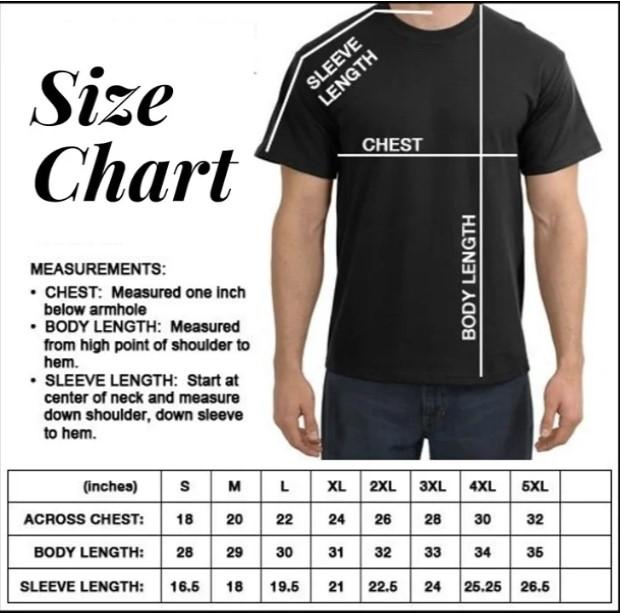 Size
Chart
SLEEVE
LENGTH
CHEST
BODY LENGTH
MEASUREMENTS:
• CHEST: Measured one inch
below armhole
• BODY LENGTH: Measured
from high point of shoulder to
hem.
• SLEEVE LENGTH: Start at
center of neck and measure
down shoulder, down sleeve
to hem.
(inches) S M L XL 2XL 3XL 4XL 5XL
ACROSS CHEST: 18 20 22 24 26 28 30 32
BODY LENGTH: 28 29 30 31 32 33 34 35
SLEEVE LENGTH: 16.5 18 19.5 21 22.5 24 25.25 26.5